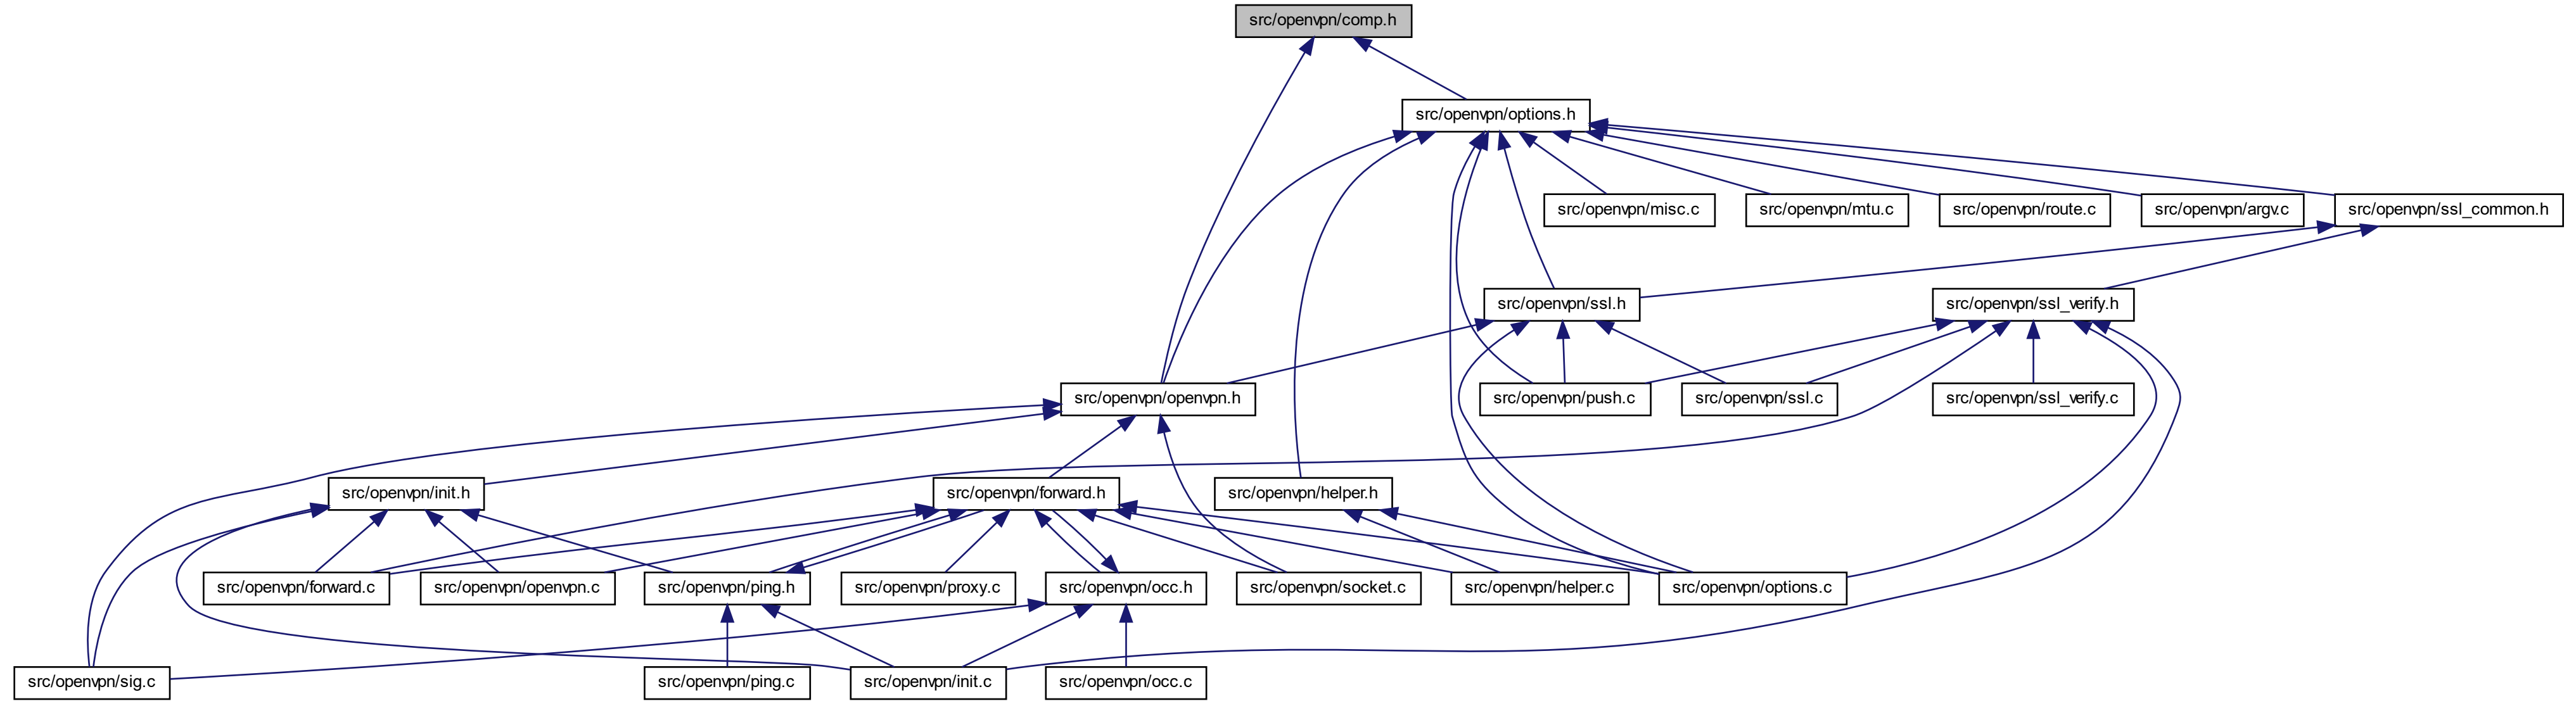 src/openvpn/comp.h
src/openvpn/options.h
src/openvpn/misc.c
src/openvpn/mtu.c
src/openvpn/route.c
src/openvpn/argv.c
src/openvpn/ssl_common.h
src/openvpn/ssl.h
src/openvpn/ssl_verify.h
src/openvpn/openvpn.h
src/openvpn/push.c
src/openvpn/ssl.c
src/openvpn/ssl_verify.c
src/openvpn/init.h
src/openvpn/forward.h
src/openvpn/helper.h
src/openvpn/forward.c
src/openvpn/openvpn.c
src/openvpn/ping.h
src/openvpn/proxy.c
src/openvpn/occ.h
src/openvpn/socket.c
src/openvpn/helper.c
src/openvpn/options.c
src/openvpn/sig.c
src/openvpn/ping.c
src/openvpn/init.c
src/openvpn/occ.c